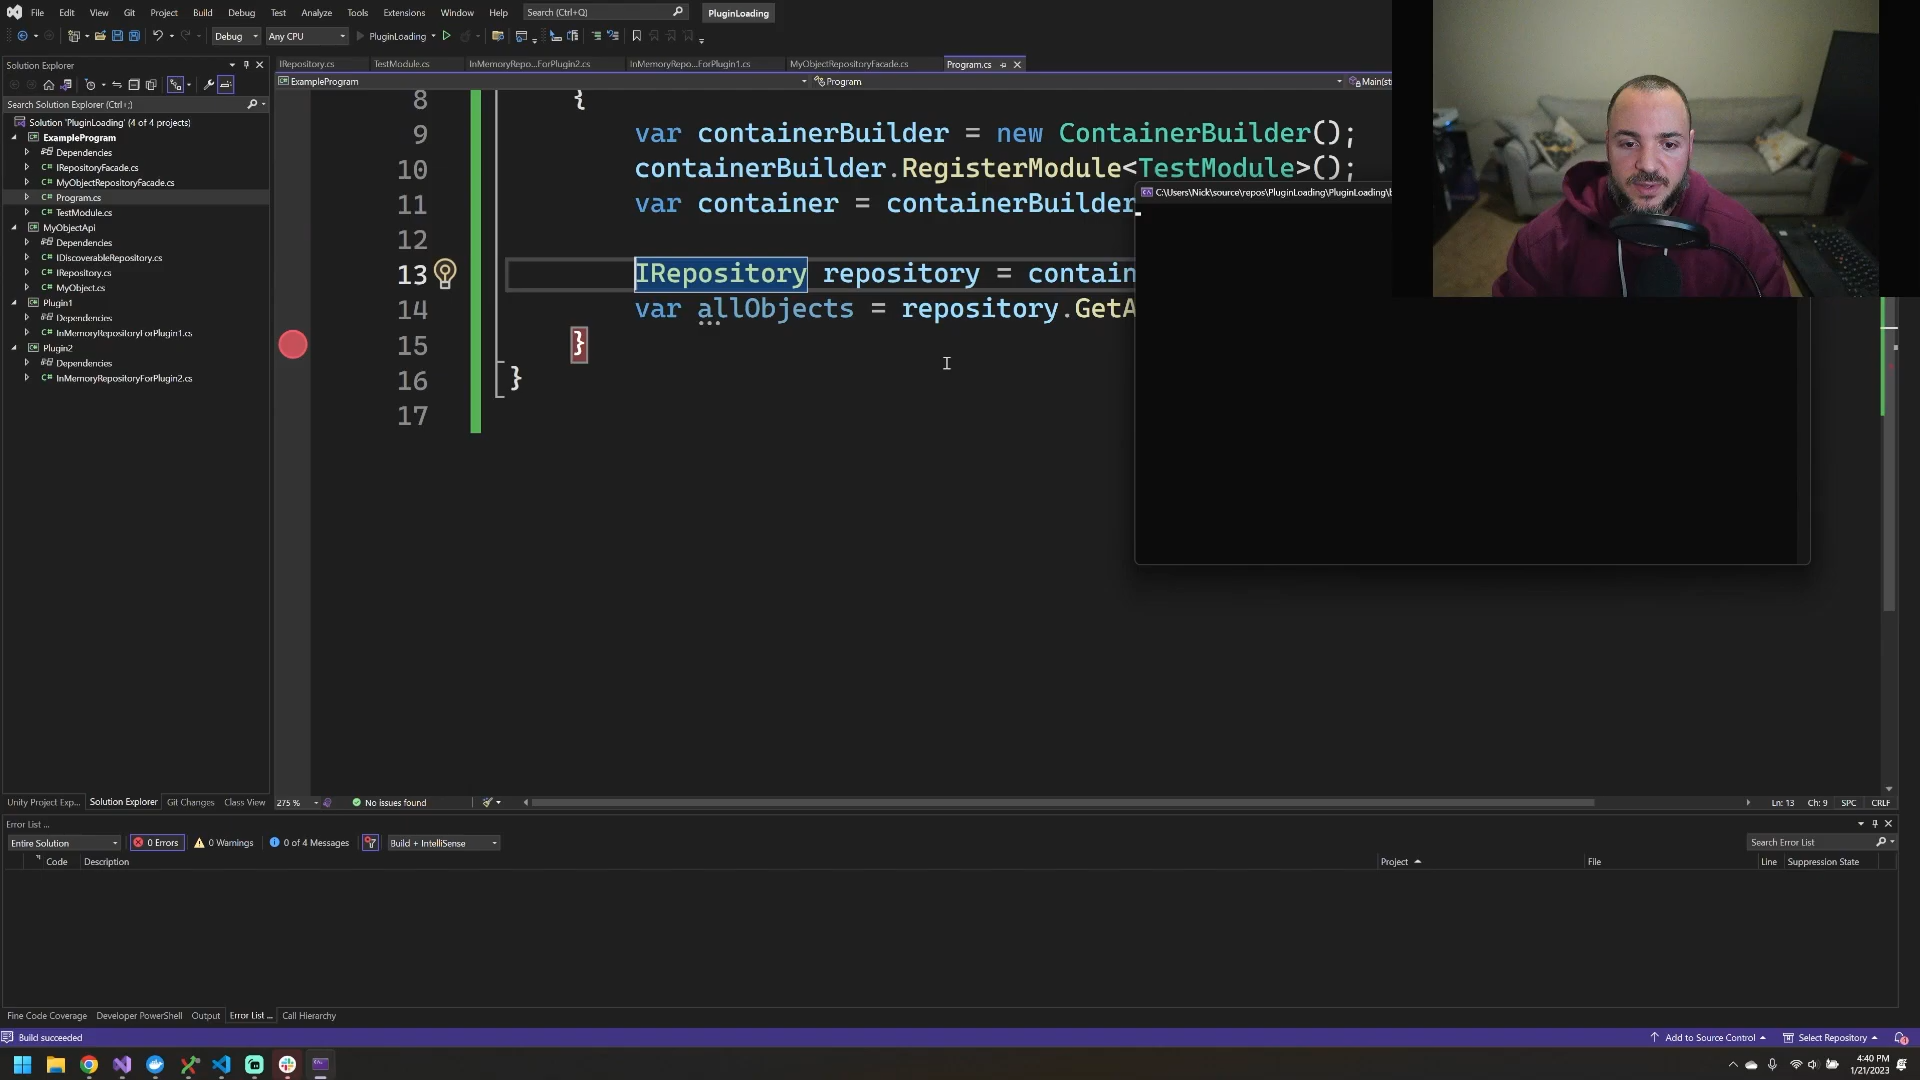 File Edit View Git Project Build Debug Test Analyze Tools Extensions Window Help Search (Ctrl+Q) PluginLoading
Debug Any CPU PluginLoading
Solution Explorer
Search Solution Explorer (Ctrl+;)
Solution 'PluginLoading' (4 of 4 projects)
ExampleProgram
Dependencies
IRepositoryFacade.cs
MyObjectRepositoryFacade.cs
Program.cs
TestModule.cs
MyObjectApi
Dependencies
IDiscoverableRepository.cs
IRepository.cs
MyObject.cs
Plugin1
Dependencies
InMemoryRepositoryForPlugin1.cs
Plugin2
Dependencies
InMemoryRepositoryForPlugin2.cs
Unity Project Exp... Solution Explorer Git Changes Class View
IRepository.cs TestModule.cs InMemoryRepo...ForPlugin2.cs InMemoryRepo...ForPlugin1.cs MyObjectRepositoryFacade.cs Program.cs
ExampleProgram Program Main(st
8 {
9 var containerBuilder = new ContainerBuilder();
10 containerBuilder.RegisterModule<TestModule>();
11 var container = containerBuilder
12
13 IRepository repository = contain
14 var allObjects = repository.GetA
15 }
16 }
17
C:\Users\Nick\source\repos\PluginLoading\PluginLoading\b
275 % No issues found Ln: 13 Ch: 9 SPC CRLF
Error List ...
Entire Solution 0 Errors 0 Warnings 0 of 4 Messages Build + IntelliSense Search Error List
Code Description Project File Line Suppression State
Fine Code Coverage Developer PowerShell Output Error List ... Call Hierarchy
Build succeeded Add to Source Control Select Repository
4:40 PM
1/21/2023